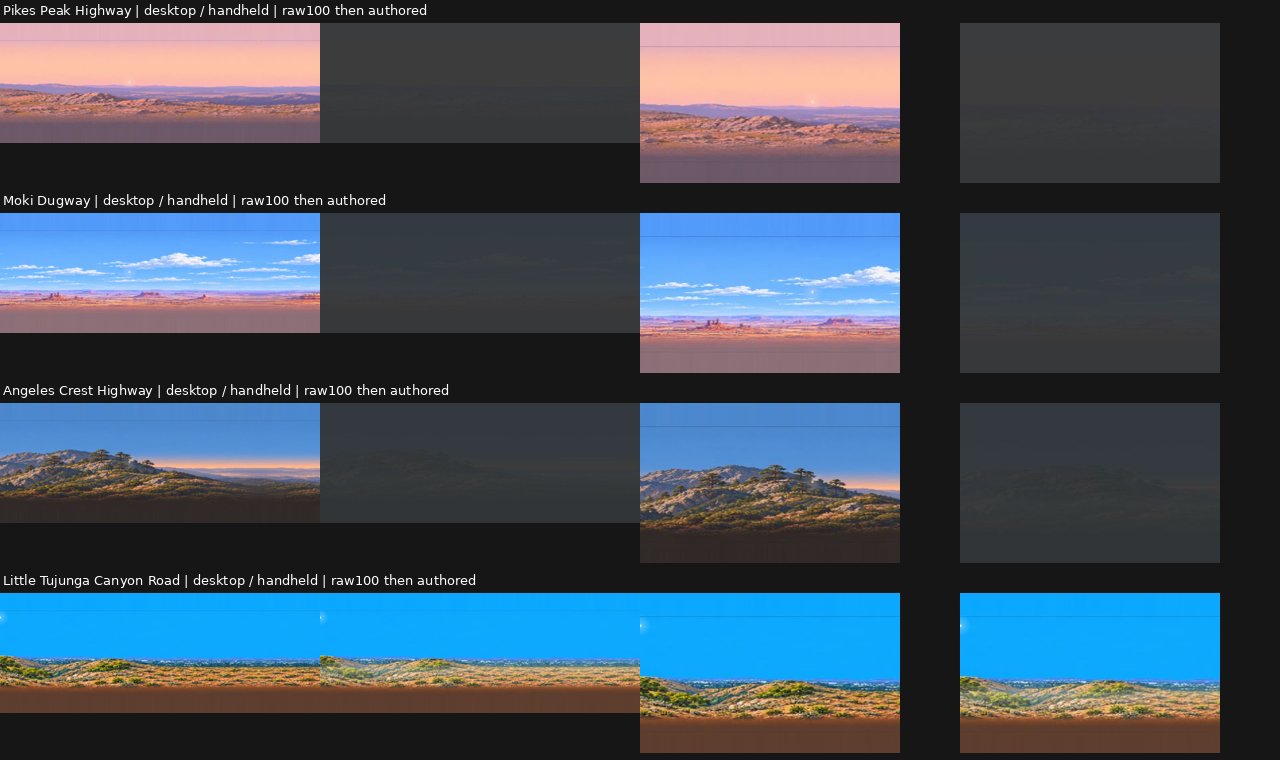 Pikes Peak Highway | desktop / handheld | raw100 then authored
Moki Dugway | desktop / handheld | raw100 then authored
Angeles Crest Highway | desktop / handheld | raw100 then authored
Little Tujunga Canyon Road | desktop / handheld | raw100 then authored